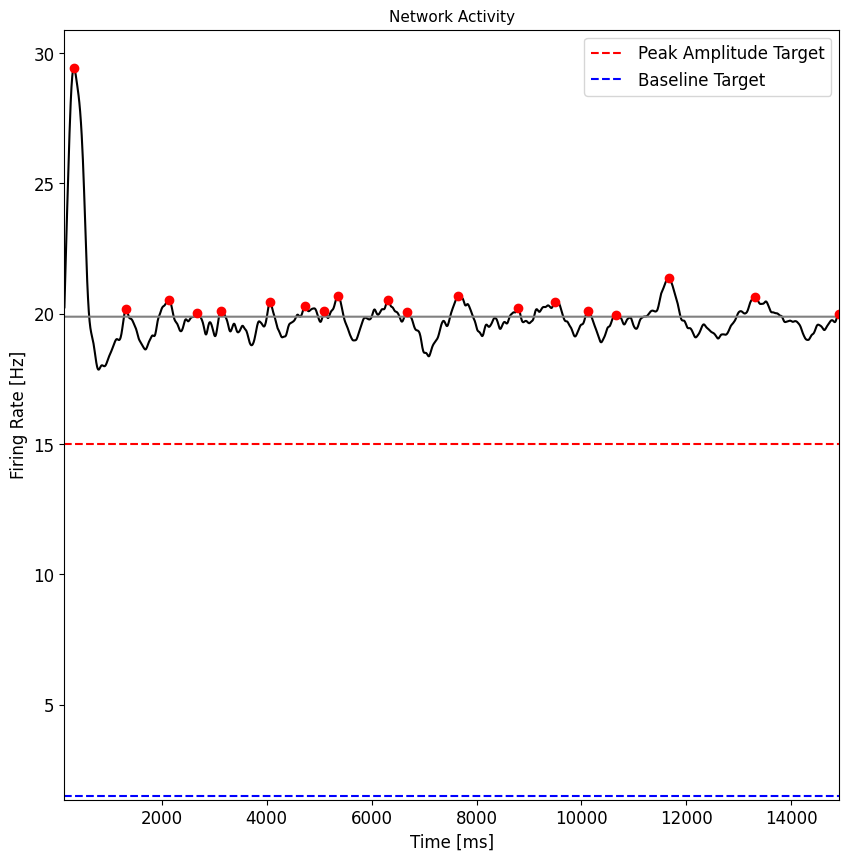 Network Activity
Peak Amplitude Target
Baseline Target
30
25
20
15
10
5
Firing Rate [Hz]
2000 4000 6000 8000 10000 12000 14000
Time [ms]